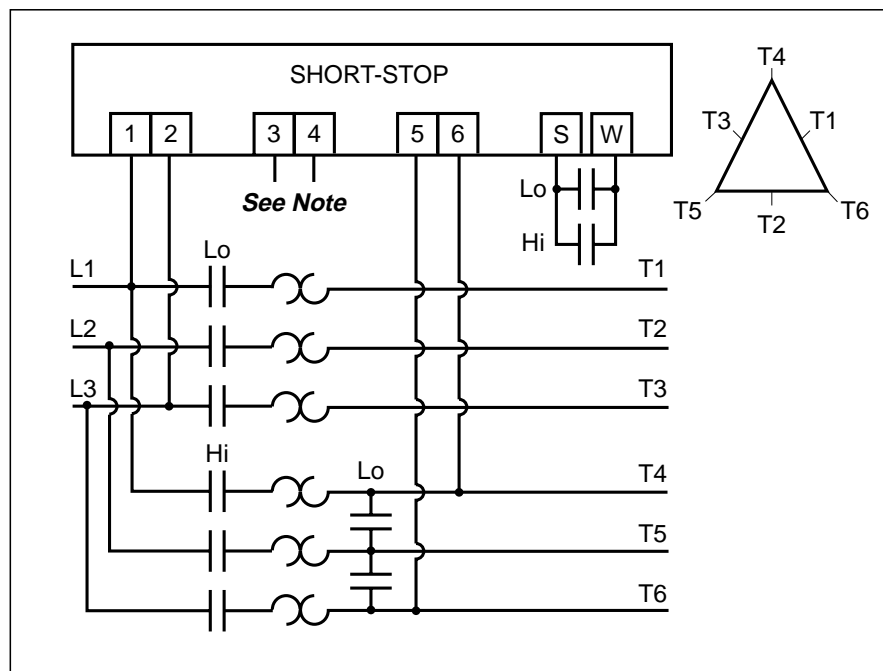 SHORT-STOP
1 2 3 4 5 6 S W
See Note
Lo
Hi
T4
T3 T1
T5 T2 T6
Lo
L1 T1
L2 T2
L3 T3
Hi Lo
T4
T5
T6